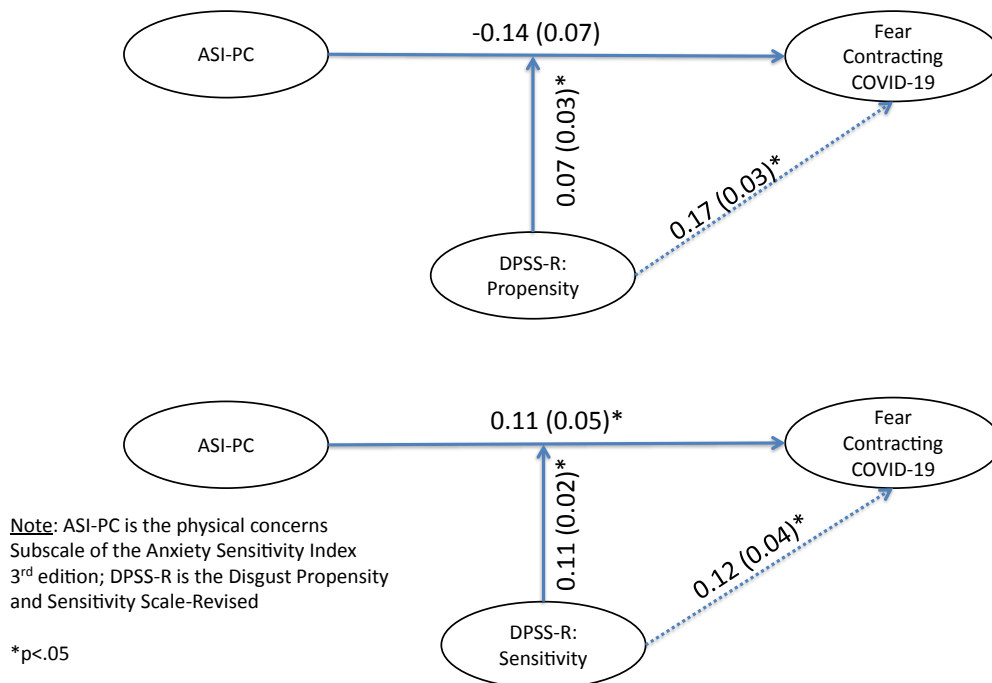 -0.14 (0.07)
ASI-PC
Fear
Contracting
COVID-19
0.07 (0.03)*
0.17 (0.03)*
DPSS-R:
Propensity
0.11 (0.05)*
ASI-PC
Fear
Contracting
COVID-19
0.11 (0.02)*
0.12 (0.04)*
Note: ASI-PC is the physical concerns
Subscale of the Anxiety Sensitivity Index
3rd edition; DPSS-R is the Disgust Propensity
and Sensitivity Scale-Revised
DPSS-R:
Sensitivity
*p<.05